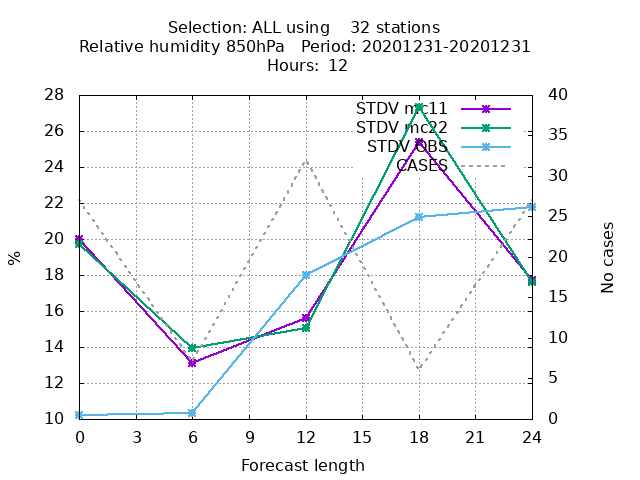 Selection: ALL using    32 stations
Relative humidity 850hPa   Period: 20201231-20201231
Hours: 12
STDV mc11
STDV mc22
STDV OBS
CASES
28
26
24
22
20
18
16
14
12
10
%
40
35
30
25
20
15
10
5
0
No cases
0 3 6 9 12 15 18 21 24
Forecast length